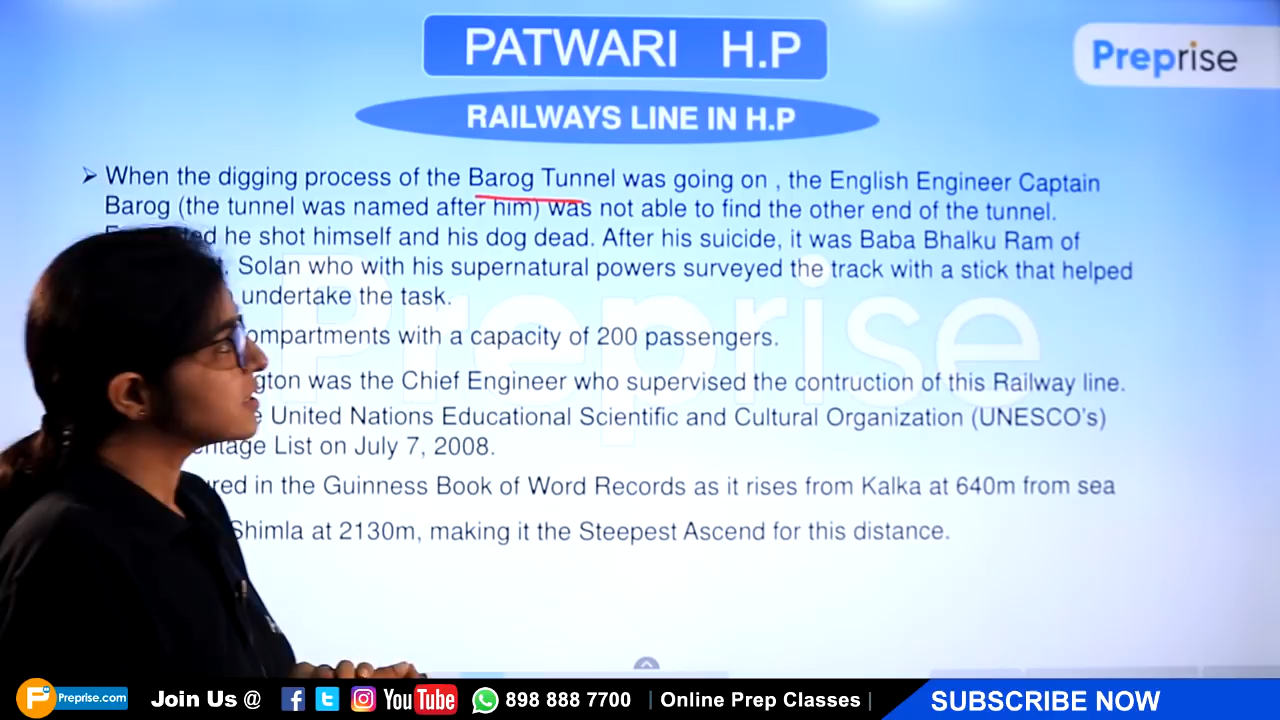 PATWARI H.P
Preprise
RAILWAYS LINE IN H.P
When the digging process of the Barog Tunnel was going on , the English Engineer Captain
Barog (the tunnel was named after him) was not able to find the other end of the tunnel.
he shot himself and his dog dead. After his suicide, it was Baba Bhalku Ram of
Solan who with his supernatural powers surveyed the track with a stick that helped
undertake the task.
ompartments with a capacity of 200 passengers.
gton was the Chief Engineer who supervised the contruction of this Railway line.
United Nations Educational Scientific and Cultural Organization (UNESCO's)
ntage List on July 7, 2008.
red in the Guinness Book of Word Records as it rises from Kalka at 640m from sea
Shimla at 2130m, making it the Steepest Ascend for this distance.
Preprise
Preprise.com Join Us @ YouTube 898 888 7700 | Online Prep Classes | SUBSCRIBE NOW